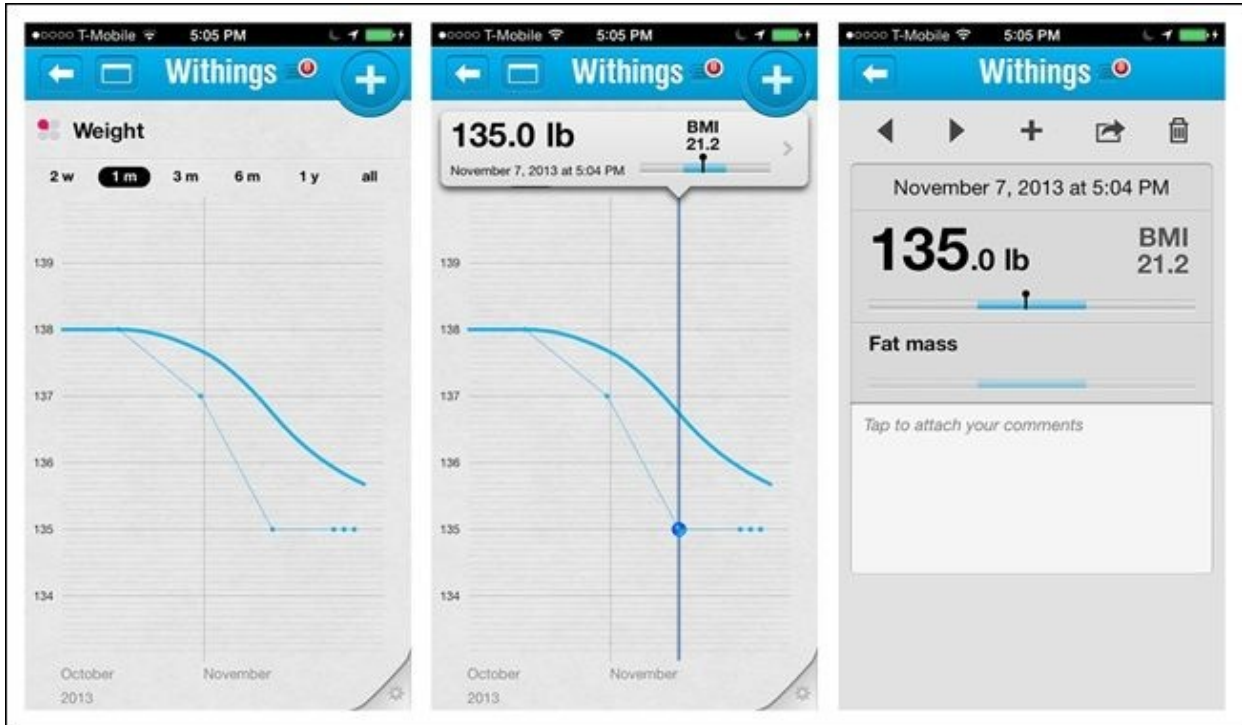 T-Mobile 5:05 PM
Withings
Weight
2 w 1 m 3 m 6 m 1 y all
139
138
137
136
135
134
October November
2013
T-Mobile 5:05 PM
Withings
135.0 lb BMI
21.2
November 7, 2013 at 5:04 PM
139
138
137
136
135
134
October November
2013
T-Mobile 5:05 PM
Withings
November 7, 2013 at 5:04 PM
135.0 lb BMI
21.2
Fat mass
Tap to attach your comments